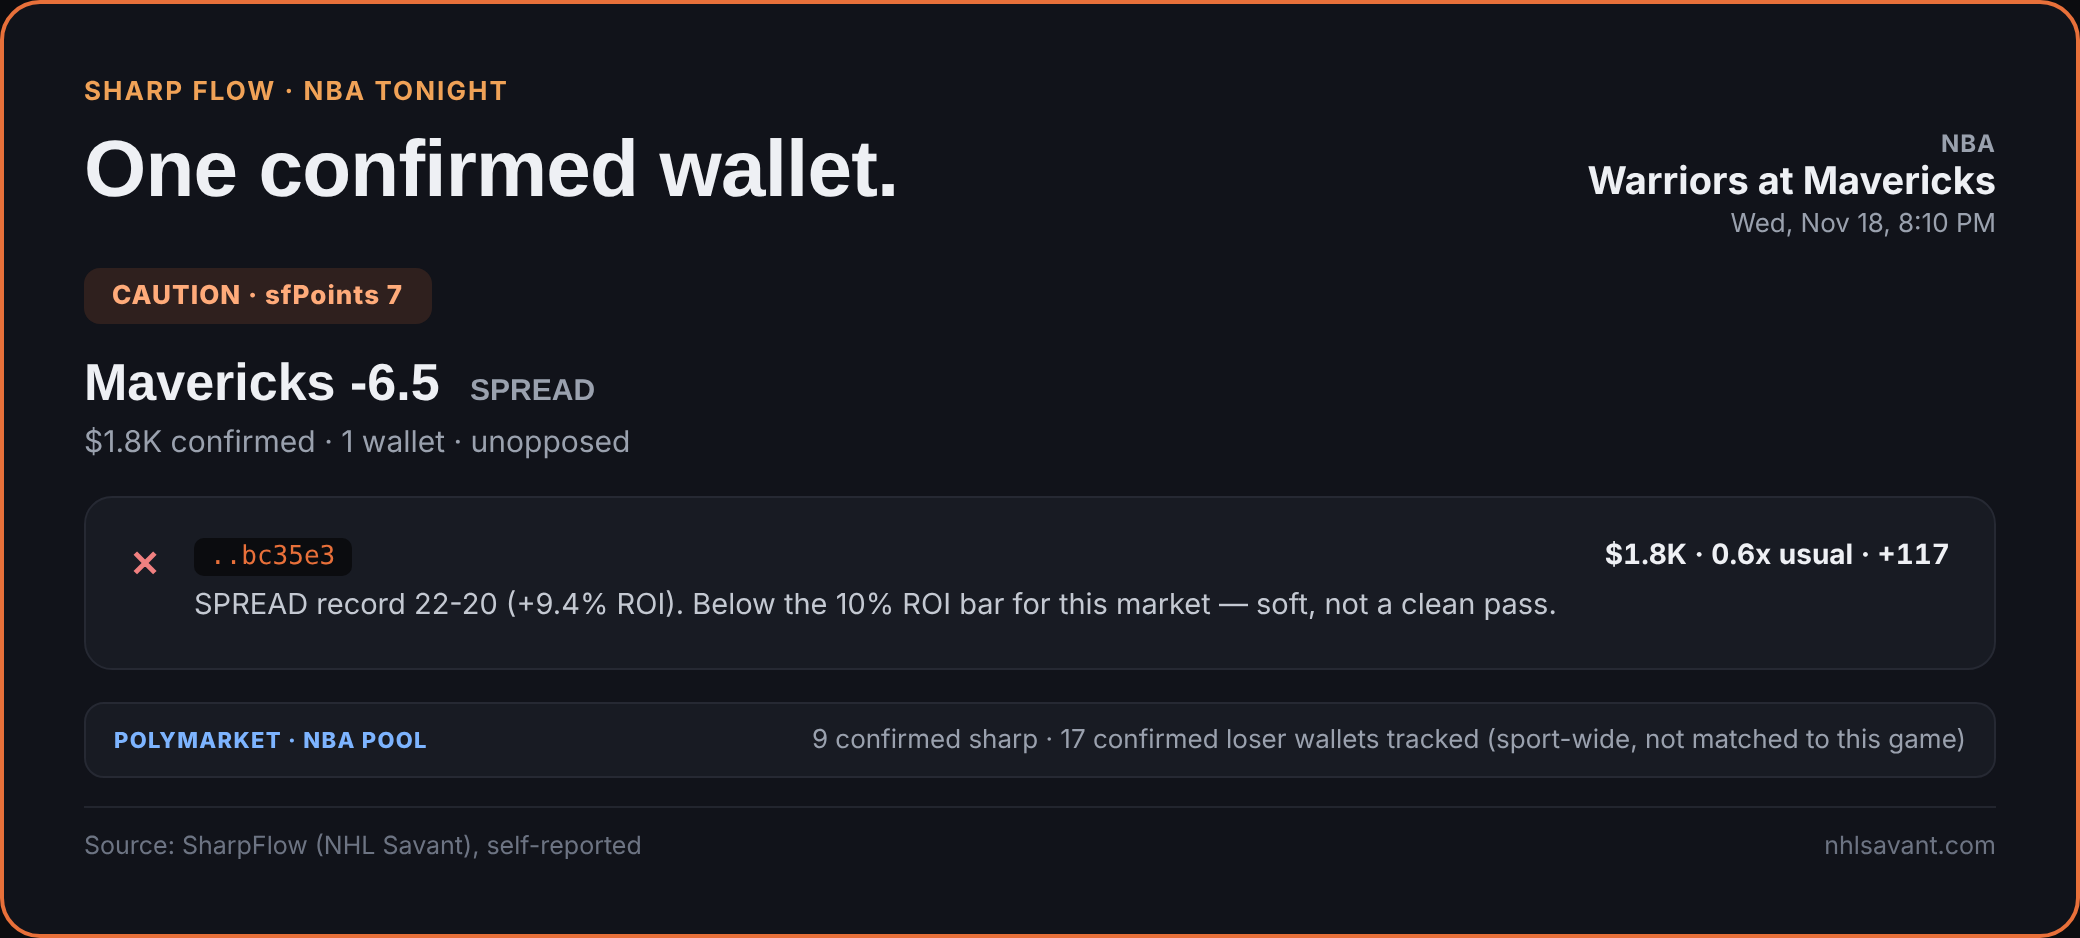 SHARP FLOW · NBA TONIGHT
One confirmed wallet.
NBA
Warriors at Mavericks
Wed, Nov 18, 8:10 PM
CAUTION · sfPoints 7
Mavericks -6.5 SPREAD
$1.8K confirmed · 1 wallet · unopposed
✕ ..bc35e3 $1.8K · 0.6x usual · +117
SPREAD record 22-20 (+9.4% ROI). Below the 10% ROI bar for this market — soft, not a clean pass.
POLYMARKET · NBA POOL 9 confirmed sharp · 17 confirmed loser wallets tracked (sport-wide, not matched to this game)
Source: SharpFlow (NHL Savant), self-reported nhlsavant.com